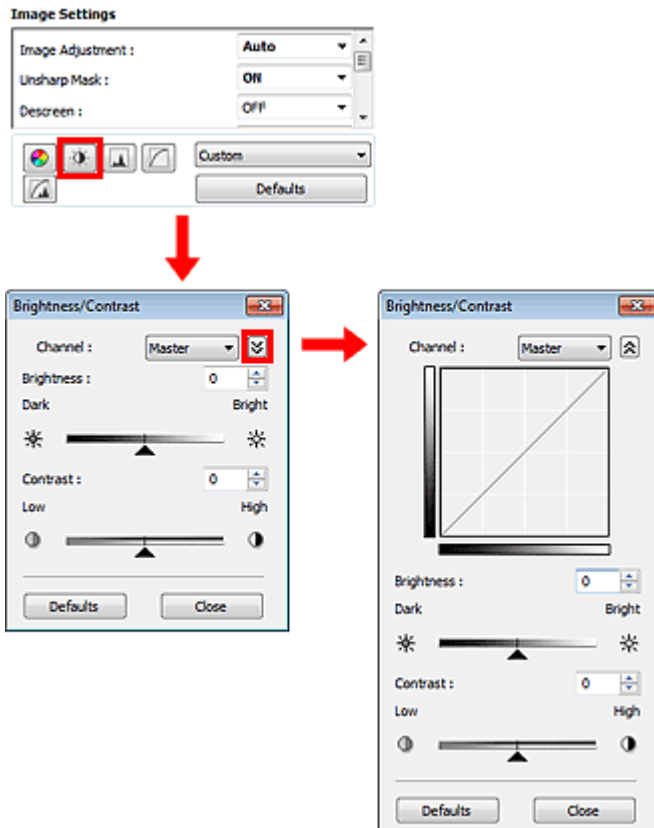 Image Settings
Image Adjustment : Auto
Unsharp Mask : ON
Descreen : OFF
Custom
Defaults
Brightness/Contrast
Channel : Master
Brightness : 0
Dark Bright
Contrast : 0
Low High
Defaults Close
Brightness/Contrast
Channel : Master
Brightness : 0
Dark Bright
Contrast : 0
Low High
Defaults Close